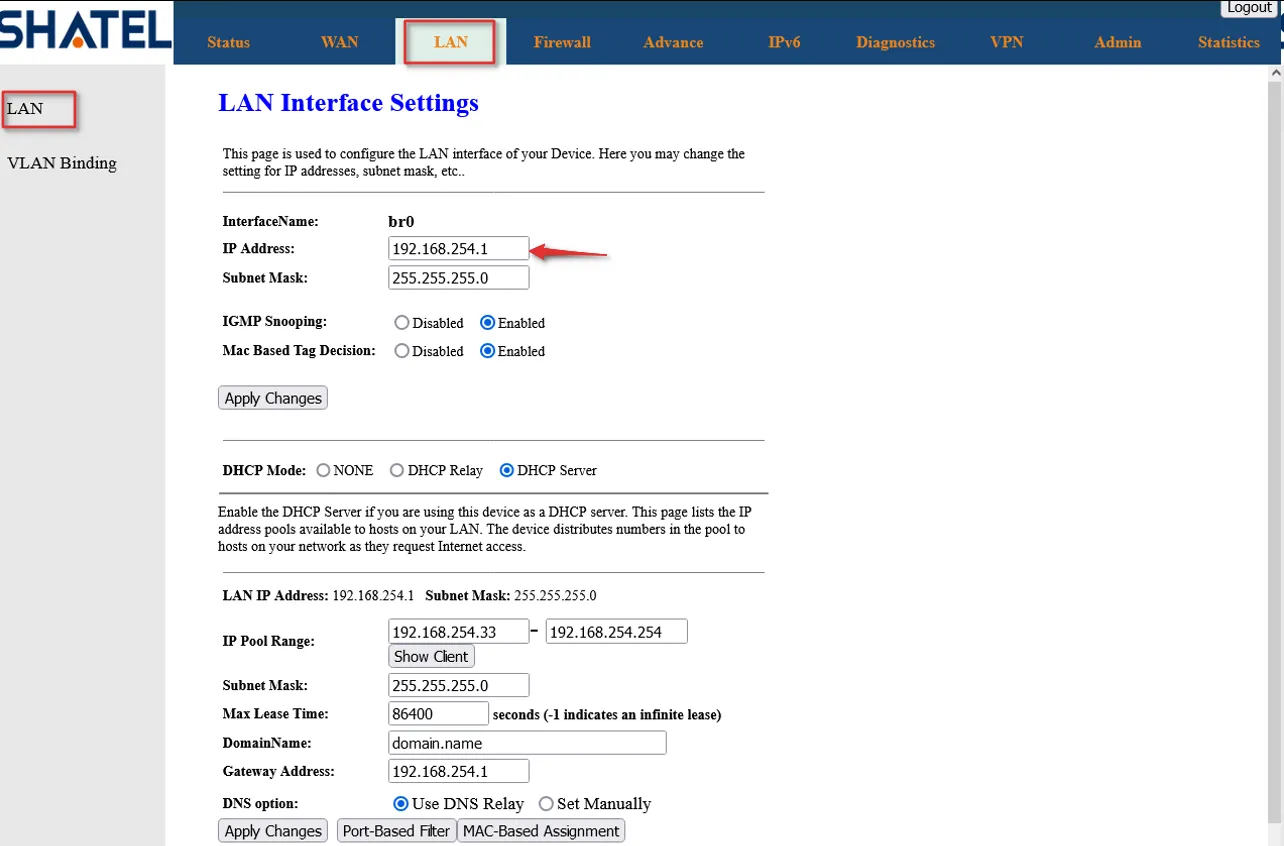 Logout
SHATEL
Status WAN LAN Firewall Advance IPv6 Diagnostics VPN Admin Statistics
LAN
VLAN Binding
LAN Interface Settings
This page is used to configure the LAN interface of your Device. Here you may change the
setting for IP addresses, subnet mask, etc..
InterfaceName: br0
IP Address: 192.168.254.1
Subnet Mask: 255.255.255.0
IGMP Snooping: Disabled Enabled
Mac Based Tag Decision: Disabled Enabled
Apply Changes
DHCP Mode: NONE DHCP Relay DHCP Server
Enable the DHCP Server if you are using this device as a DHCP server. This page lists the IP
address pools available to hosts on your LAN. The device distributes numbers in the pool to
hosts on your network as they request Internet access.
LAN IP Address: 192.168.254.1 Subnet Mask: 255.255.255.0
IP Pool Range: 192.168.254.33 - 192.168.254.254
Show Client
Subnet Mask: 255.255.255.0
Max Lease Time: 86400 seconds (-1 indicates an infinite lease)
DomainName: domain.name
Gateway Address: 192.168.254.1
DNS option: Use DNS Relay Set Manually
Apply Changes Port-Based Filter MAC-Based Assignment